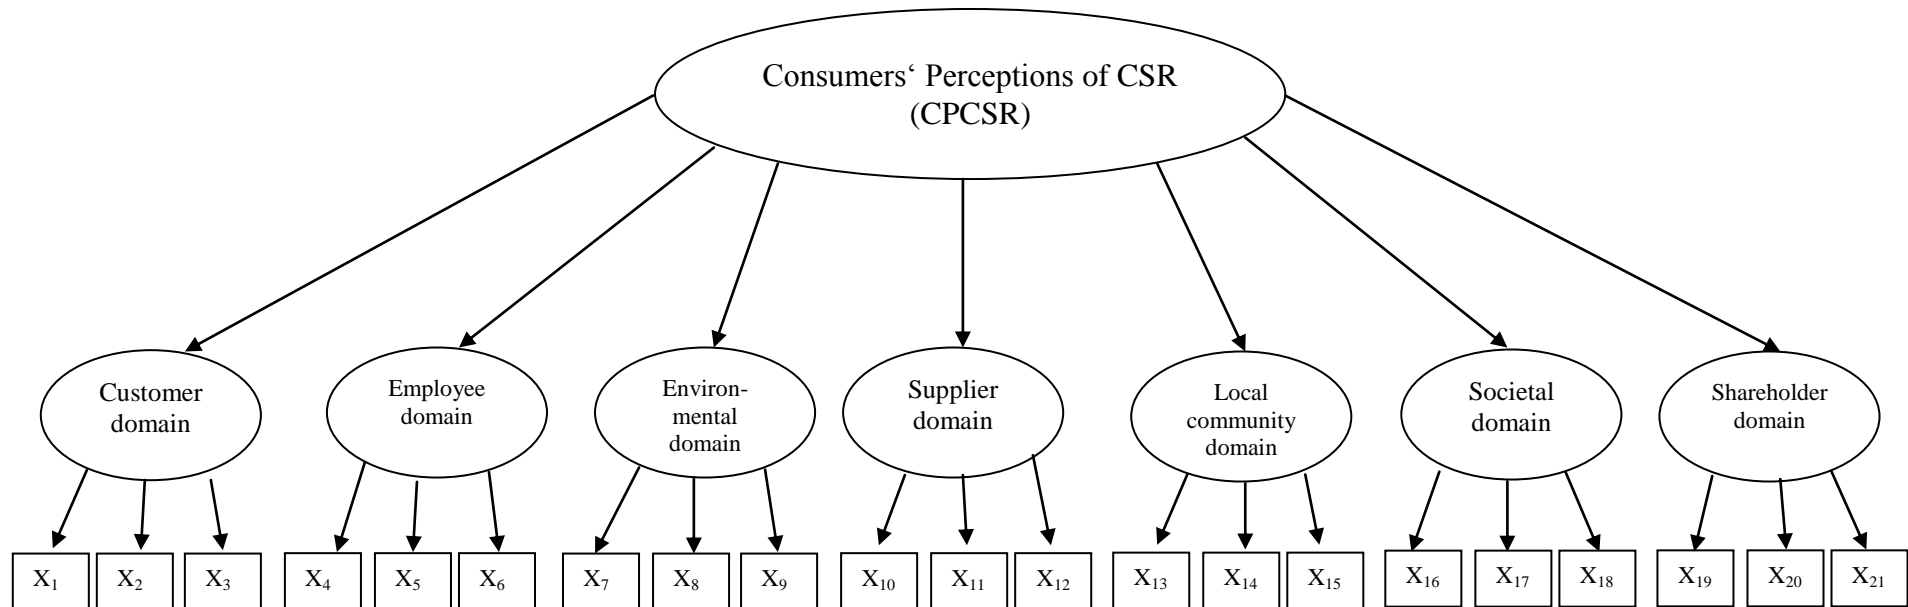 Consumers‘ Perceptions of CSR
(CPCSR)
Customer
domain
Employee
domain
Environ-
mental
domain
Supplier
domain
Local
community
domain
Societal
domain
Shareholder
domain
X₁ X₂ X₃ X₄ X₅ X₆ X₇ X₈ X₉ X₁₀ X₁₁ X₁₂ X₁₃ X₁₄ X₁₅ X₁₆ X₁₇ X₁₈ X₁₉ X₂₀ X₂₁